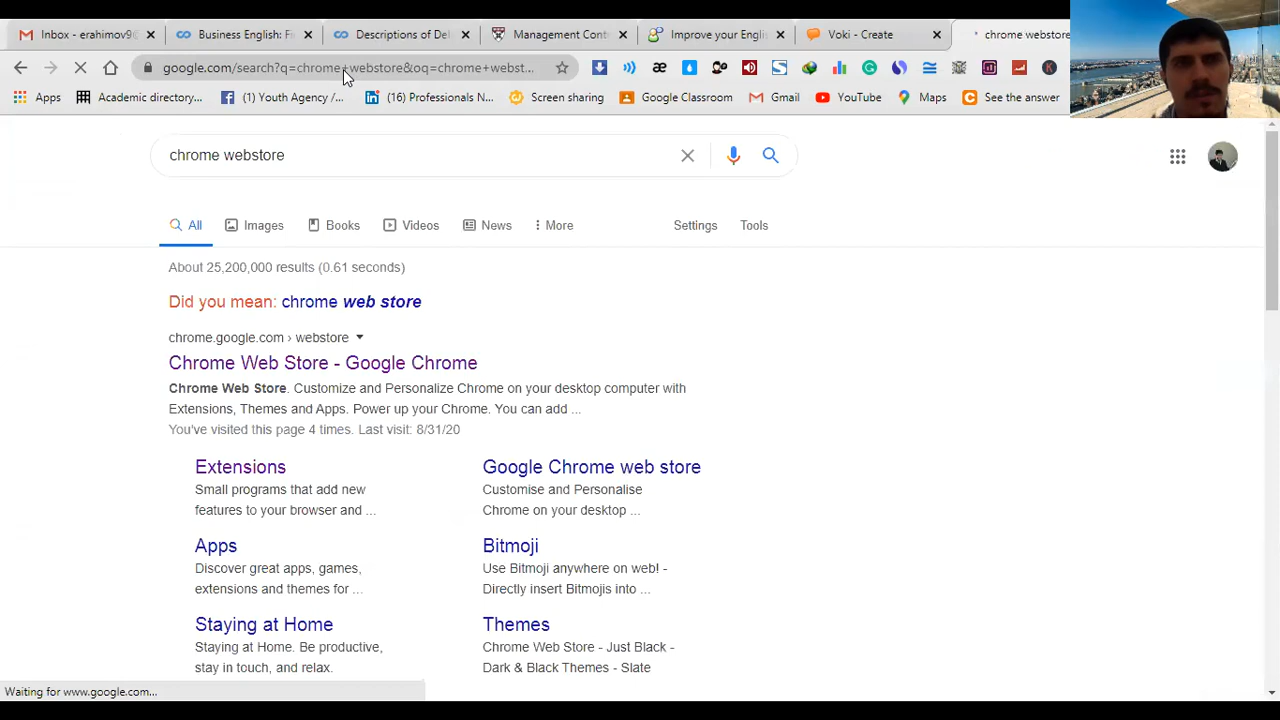 Inbox - erahimov9@
Business English: Fi
Descriptions of Del
Management Cont
Improve your Engli
Voki - Create
chrome webstore
google.com/search?q=chrome+webstore&oq=chrome+webst...
Apps
Academic directory...
(1) Youth Agency /...
(16) Professionals N...
Screen sharing
Google Classroom
Gmail
YouTube
Maps
See the answer
chrome webstore
All
Images
Books
Videos
News
More
Settings
Tools
About 25,200,000 results (0.61 seconds)
Did you mean: chrome web store
chrome.google.com › webstore
Chrome Web Store - Google Chrome
Chrome Web Store. Customize and Personalize Chrome on your desktop computer with
Extensions, Themes and Apps. Power up your Chrome. You can add ...
You've visited this page 4 times. Last visit: 8/31/20
Extensions
Small programs that add new
features to your browser and ...
Google Chrome web store
Customise and Personalise
Chrome on your desktop ...
Apps
Discover great apps, games,
extensions and themes for ...
Bitmoji
Use Bitmoji anywhere on web! -
Directly insert Bitmojis into ...
Staying at Home
Staying at Home. Be productive,
stay in touch, and relax.
Themes
Chrome Web Store - Just Black -
Dark & Black Themes - Slate
Waiting for www.google.com...